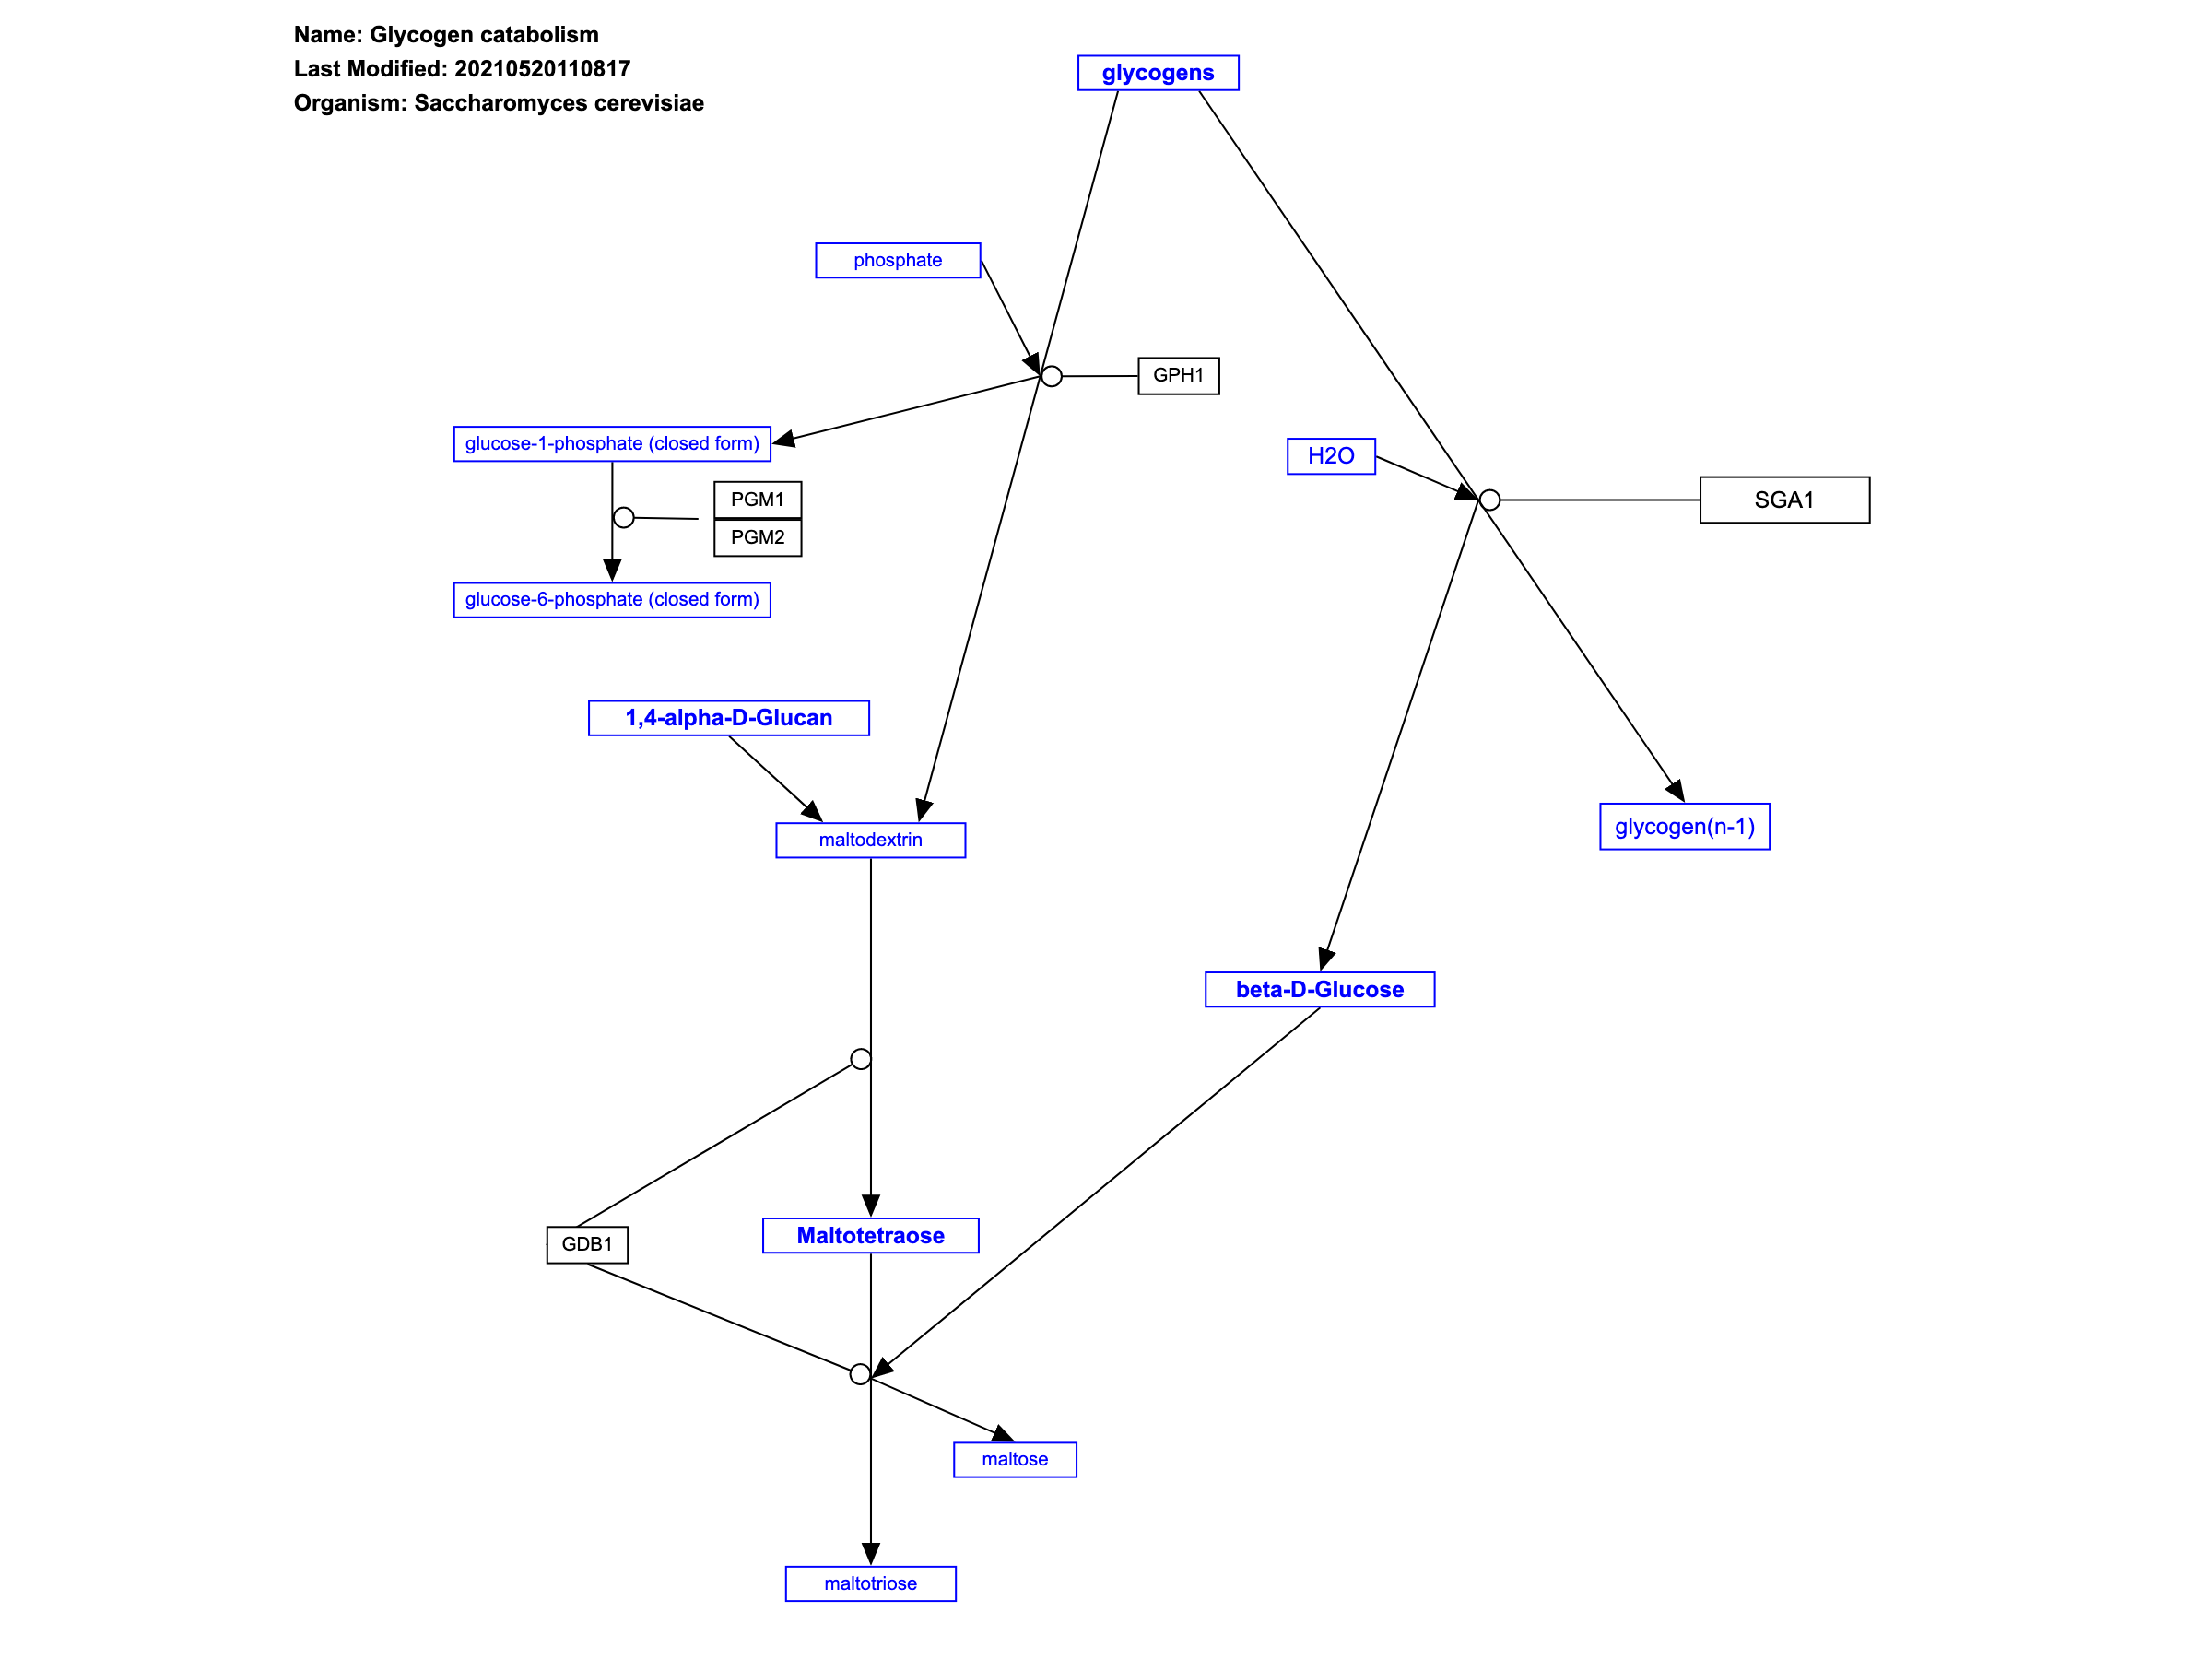 Name: Glycogen catabolism
Last Modified: 20210520110817
Organism: Saccharomyces cerevisiae
glycogens
phosphate
GPH1
glucose-1-phosphate (closed form)
H2O
PGM1
SGA1
PGM2
glucose-6-phosphate (closed form)
1,4-alpha-D-Glucan
maltodextrin
glycogen(n-1)
beta-D-Glucose
GDB1
Maltotetraose
maltose
maltotriose